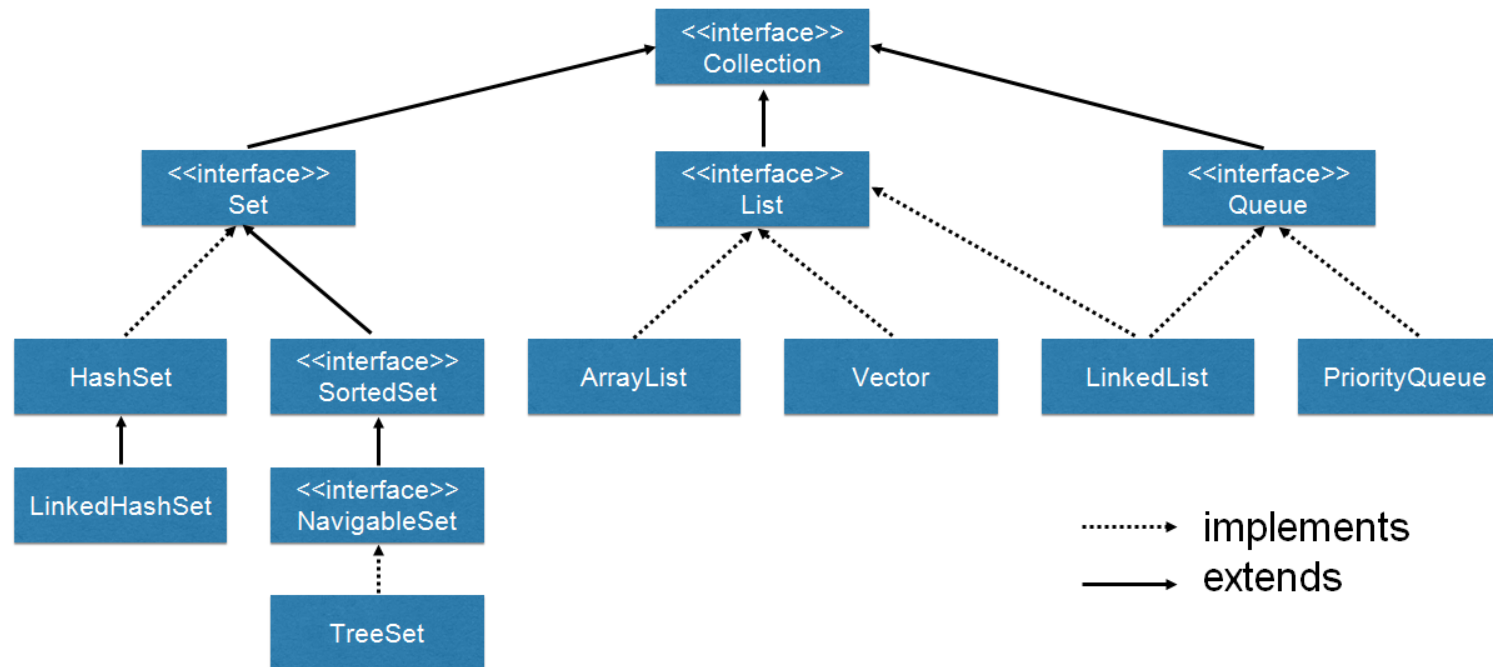 <<interface>>
Collection
<<interface>>
Set
<<interface>>
List
<<interface>>
Queue
HashSet
<<interface>>
SortedSet
ArrayList
Vector
LinkedList
PriorityQueue
LinkedHashSet
<<interface>>
NavigableSet
TreeSet
implements
extends